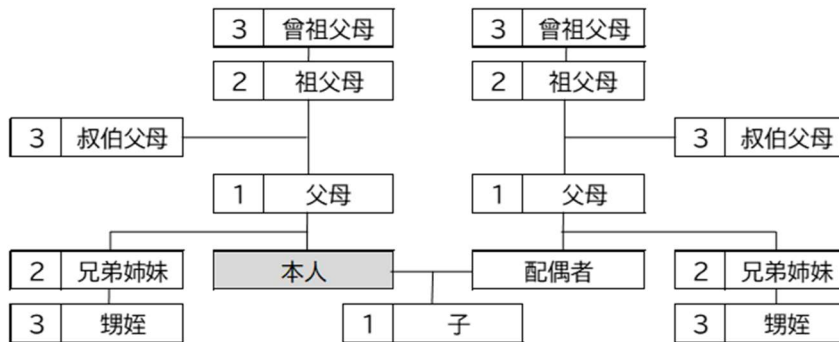 3 曾祖父母 3 曾祖父母
2 祖父母 2 祖父母
3 叔伯父母 3 叔伯父母
1 父母 1 父母
2 兄弟姉妹 本人 配偶者 2 兄弟姉妹
3 甥姪 1 子 3 甥姪